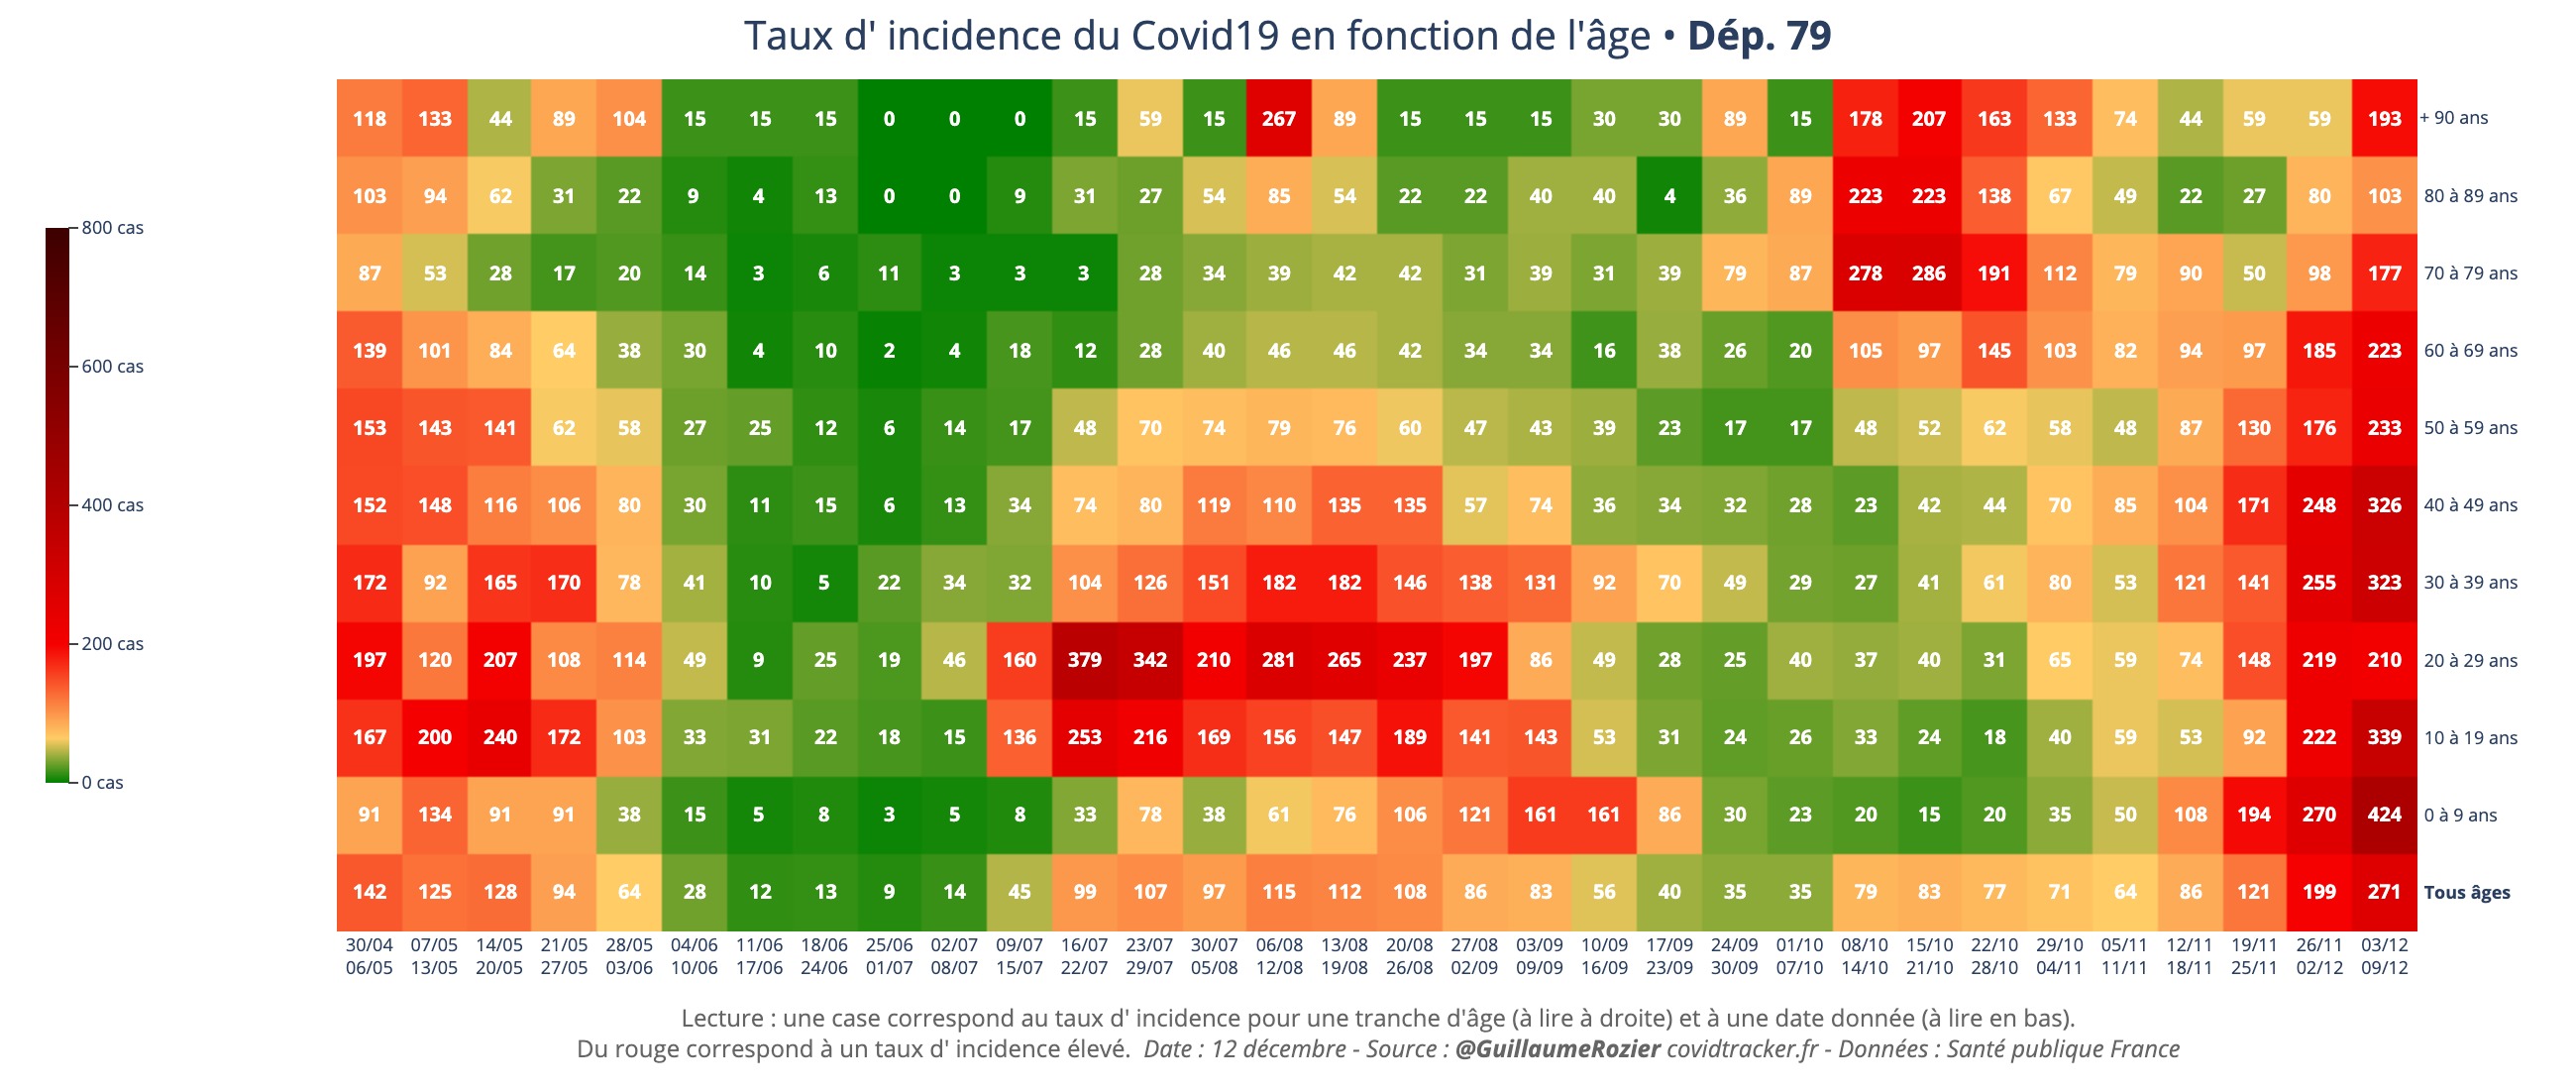 Taux d' incidence du Covid19 en fonction de l'âge • Dép. 79
118 133 44 89 104 15 15 15 0 0 0 15 59 15 267 89 15 15 15 30 30 89 15 178 207 163 133 74 44 59 59 193 + 90 ans
103 94 62 31 22 9 4 13 0 0 9 31 27 54 85 54 22 22 40 40 4 36 89 223 223 138 67 49 22 27 80 103 80 à 89 ans
800 cas
87 53 28 17 20 14 3 6 11 3 3 3 28 34 39 42 42 31 39 31 39 79 87 278 286 191 112 79 90 50 98 177 70 à 79 ans
139 101 84 64 38 30 4 10 2 4 18 12 28 40 46 46 42 34 34 16 38 26 20 105 97 145 103 82 94 97 185 223 60 à 69 ans
600 cas
153 143 141 62 58 27 25 12 6 14 17 48 70 74 79 76 60 47 43 39 23 17 17 48 52 62 58 48 87 130 176 233 50 à 59 ans
400 cas
152 148 116 106 80 30 11 15 6 13 34 74 80 119 110 135 135 57 74 36 34 32 28 23 42 44 70 85 104 171 248 326 40 à 49 ans
172 92 165 170 78 41 10 5 22 34 32 104 126 151 182 182 146 138 131 92 70 49 29 27 41 61 80 53 121 141 255 323 30 à 39 ans
200 cas
197 120 207 108 114 49 9 25 19 46 160 379 342 210 281 265 237 197 86 49 28 25 40 37 40 31 65 59 74 148 219 210 20 à 29 ans
167 200 240 172 103 33 31 22 18 15 136 253 216 169 156 147 189 141 143 53 31 24 26 33 24 18 40 59 53 92 222 339 10 à 19 ans
0 cas
91 134 91 91 38 15 5 8 3 5 8 33 78 38 61 76 106 121 161 161 86 30 23 20 15 20 35 50 108 194 270 424 0 à 9 ans
142 125 128 94 64 28 12 13 9 14 45 99 107 97 115 112 108 86 83 56 40 35 35 79 83 77 71 64 86 121 199 271 Tous âges
30/04 07/05 14/05 21/05 28/05 04/06 11/06 18/06 25/06 02/07 09/07 16/07 23/07 30/07 06/08 13/08 20/08 27/08 03/09 10/09 17/09 24/09 01/10 08/10 15/10 22/10 29/10 05/11 12/11 19/11 26/11 03/12
06/05 13/05 20/05 27/05 03/06 10/06 17/06 24/06 01/07 08/07 15/07 22/07 29/07 05/08 12/08 19/08 26/08 02/09 09/09 16/09 23/09 30/09 07/10 14/10 21/10 28/10 04/11 11/11 18/11 25/11 02/12 09/12
Lecture : une case correspond au taux d' incidence pour une tranche d'âge (à lire à droite) et à une date donnée (à lire en bas).
Du rouge correspond à un taux d' incidence élevé. Date : 12 décembre - Source : @GuillaumeRozier covidtracker.fr - Données : Santé publique France